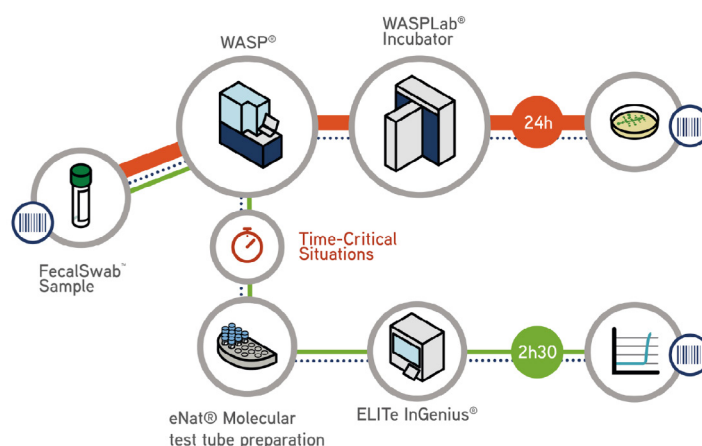 WASP®
WASPLab®
Incubator
24h
FecalSwab™
Sample
Time-Critical
Situations
2h30
eNat® Molecular
test tube preparation
ELITe InGenius®